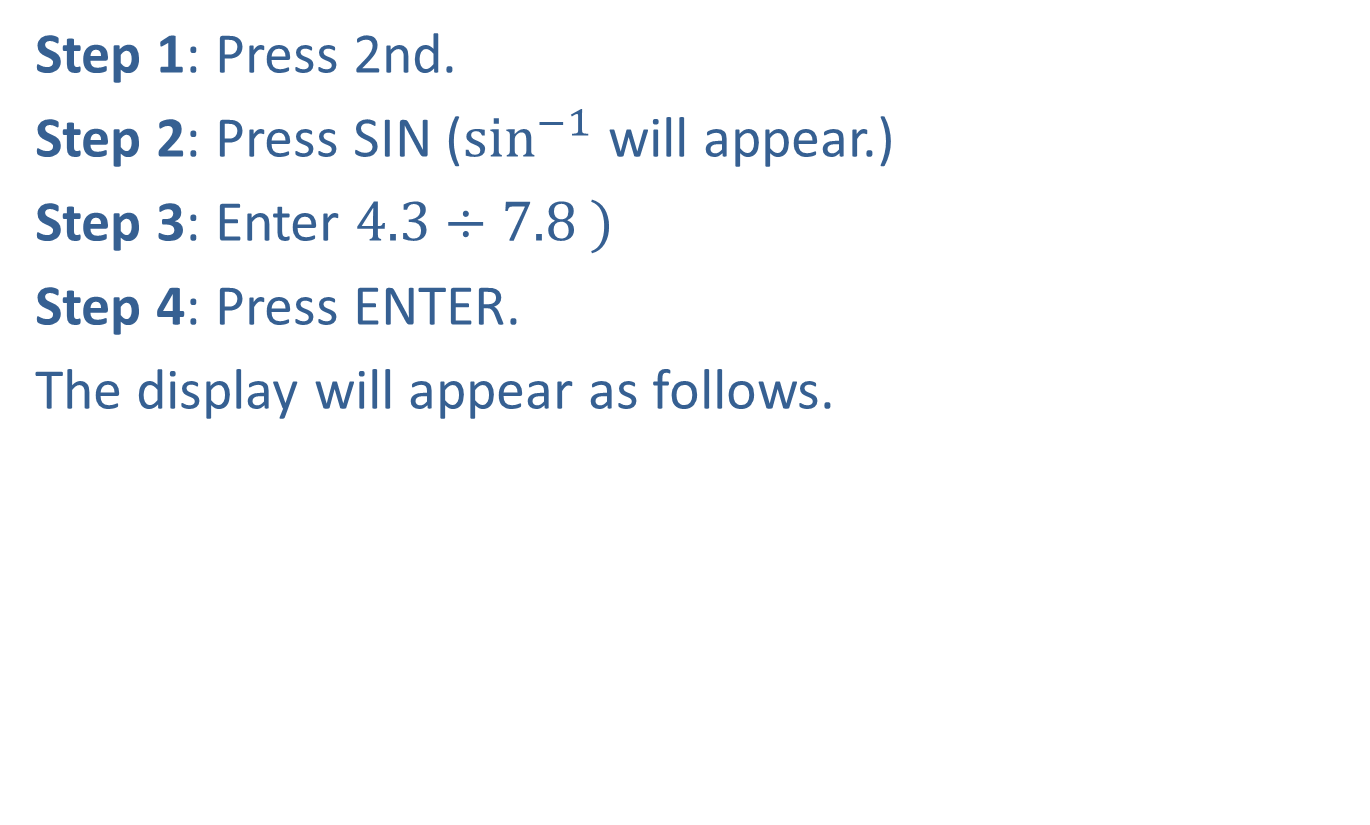 Step 1: Press 2nd.
Step 2: Press SIN (sin⁻¹ will appear.)
Step 3: Enter 4.3 ÷ 7.8 )
Step 4: Press ENTER.
The display will appear as follows.